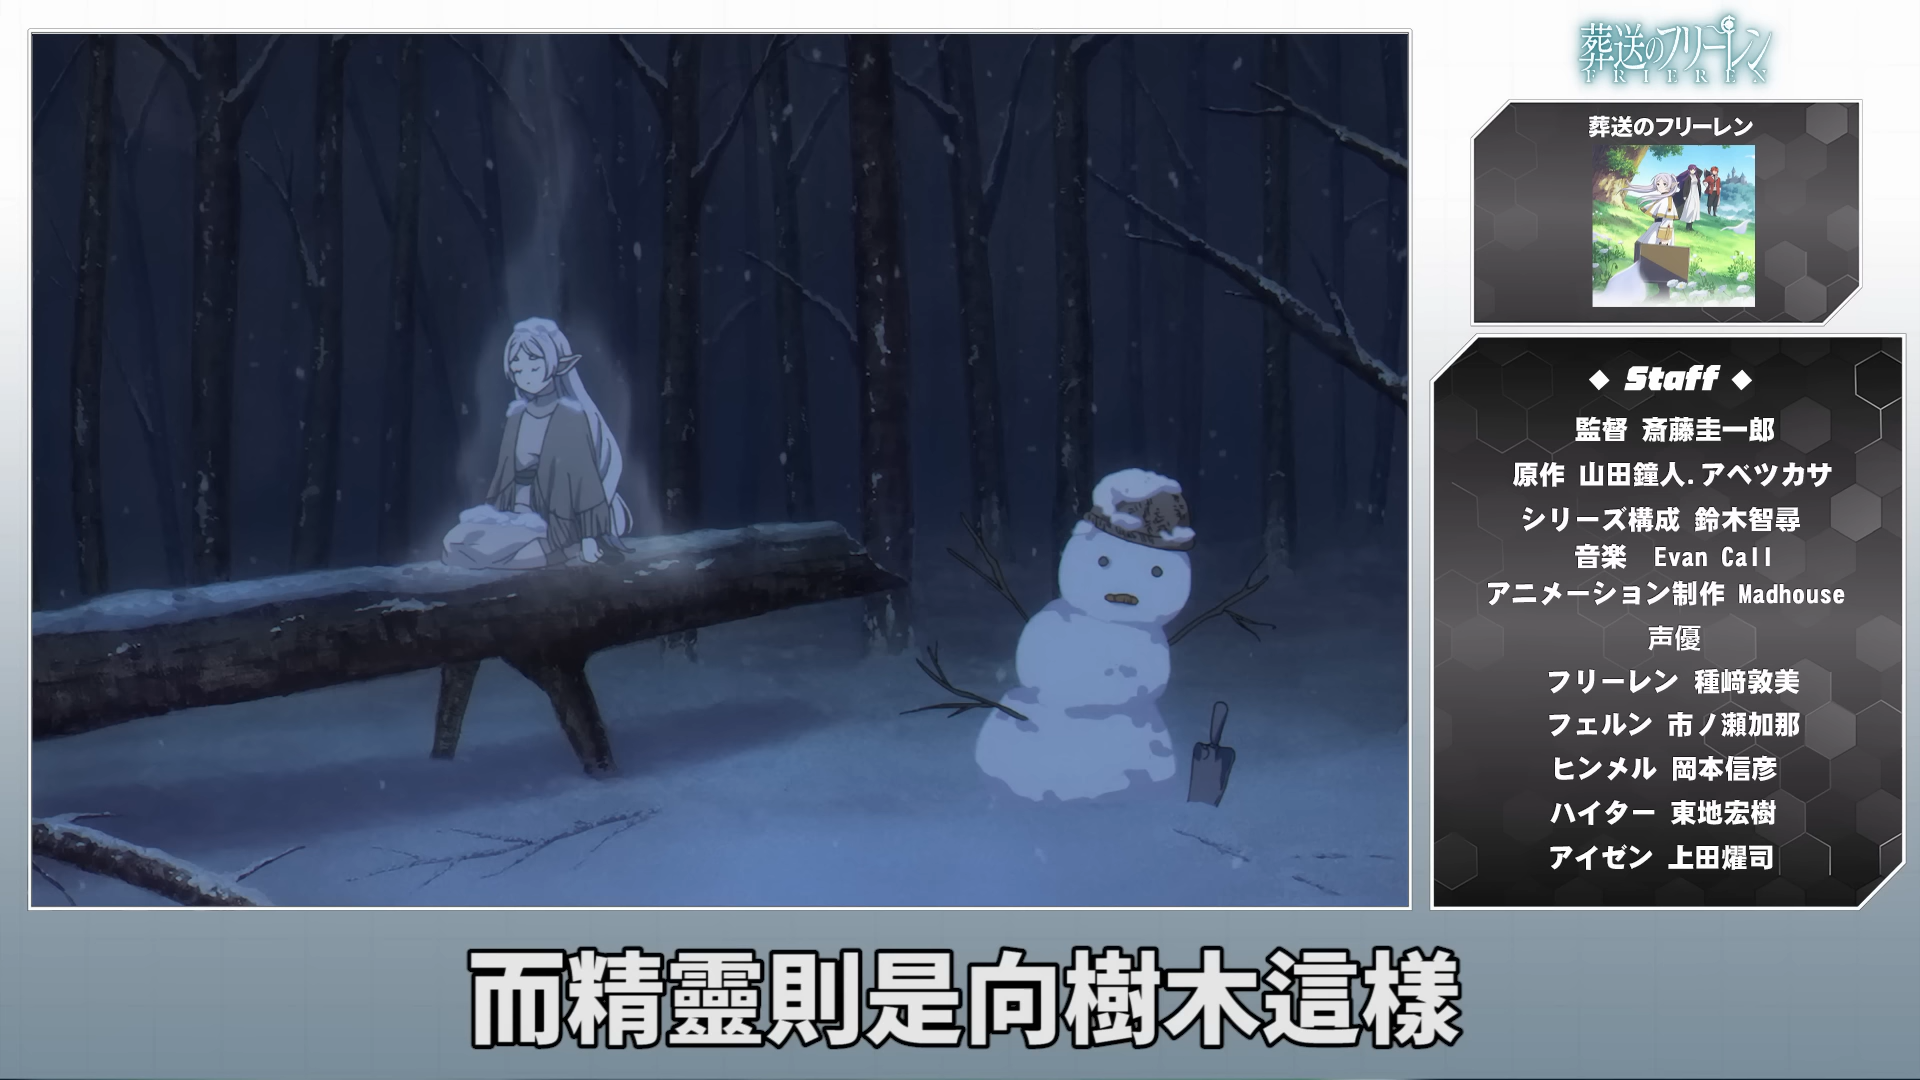 葬送のフリーレン
FRIEREN
葬送のフリーレン
◆ Staff ◆
監督 斎藤圭一郎
原作 山田鐘人.アベツカサ
シリーズ構成 鈴木智尋
音楽 Evan Call
アニメーション制作 Madhouse
声優
フリーレン 種﨑敦美
フェルン 市ノ瀬加那
ヒンメル 岡本信彦
ハイター 東地宏樹
アイゼン 上田燿司
而精靈則是向樹木這樣